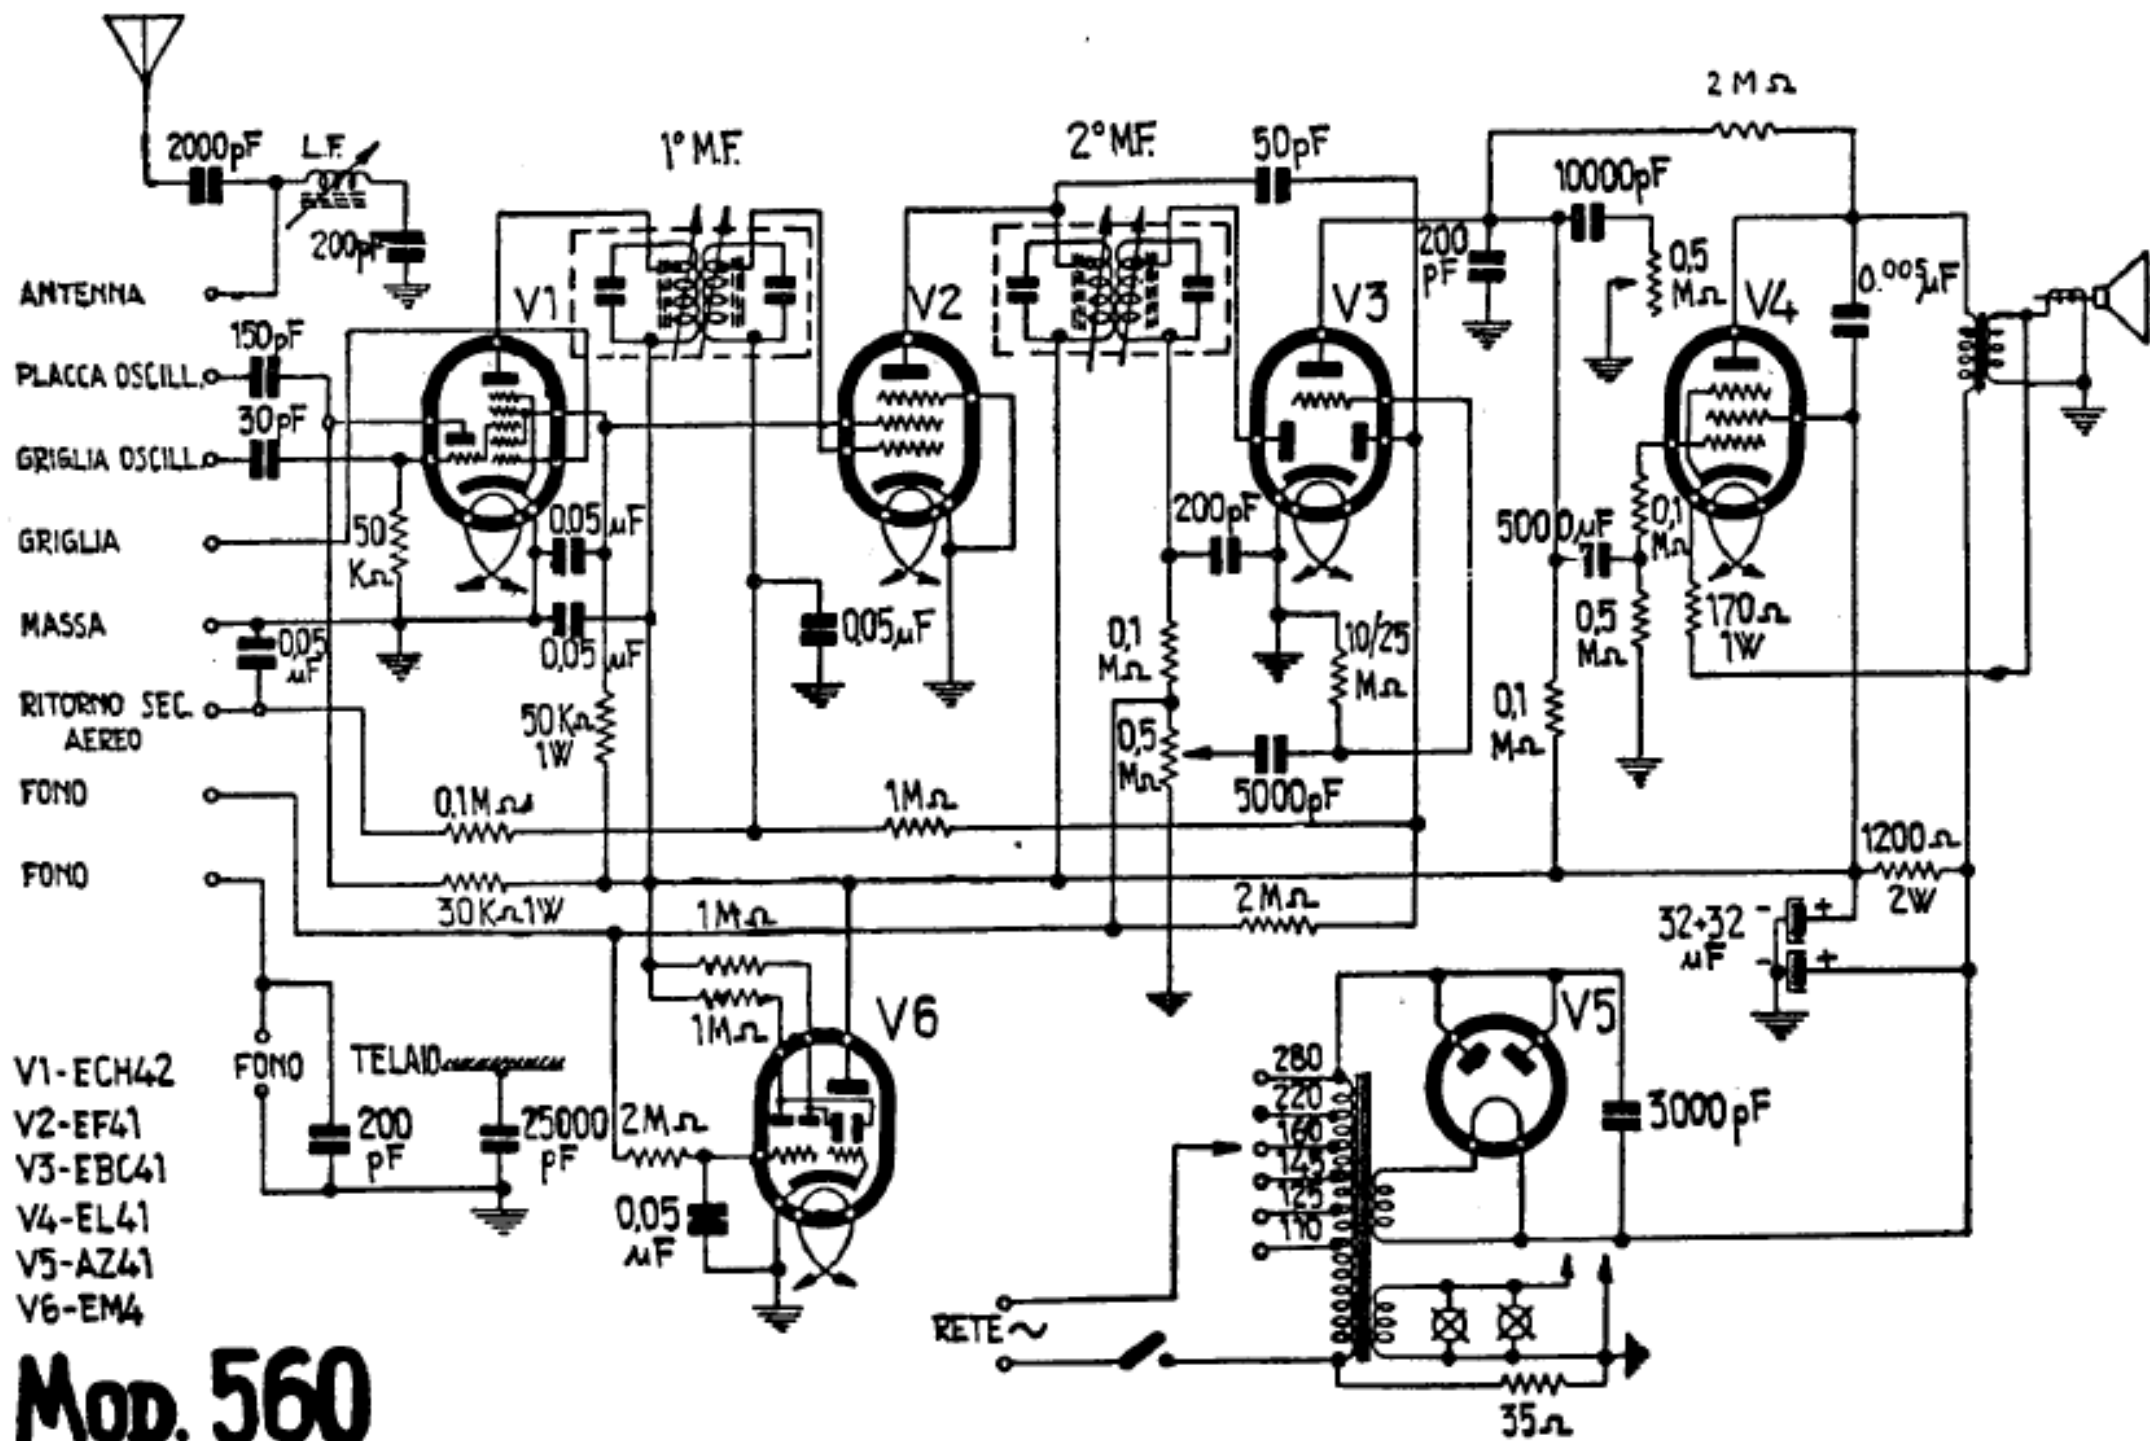 2000pF
L.F.
200pF
1° M.F.
2° M.F.
50pF
2 M Ω
10000pF
200
pF
0,5
MΩ
0.005µF
ANTENNA
150pF
PLACCA OSCILL.
30pF
GRIGLIA OSCILL.
GRIGLIA
MASSA
0,05
µF
RITORNO SEC.
AEREO
FONO
FONO
V1
V2
V3
V4
50
KΩ
0,05 µF
0,05 µF
50KΩ
1W
0,05µF
200pF
0,1
MΩ
0,5
MΩ
10/25
MΩ
5000pF
5000µF
0,1
MΩ
0,5
MΩ
170Ω
1W
0,1
MΩ
0,1MΩ
1MΩ
30KΩ1W
1MΩ
1MΩ
2MΩ
1200Ω
2W
32+32
µF
- +
- +
V6
V5
FONO
TELAIO
200
pF
25000
pF
2MΩ
0,05
µF
280
220
160
145
125
110
3000pF
RETE ~
35Ω
V1-ECH42
V2-EF41
V3-EBC41
V4-EL41
V5-AZ41
V6-EM4
MOD. 560